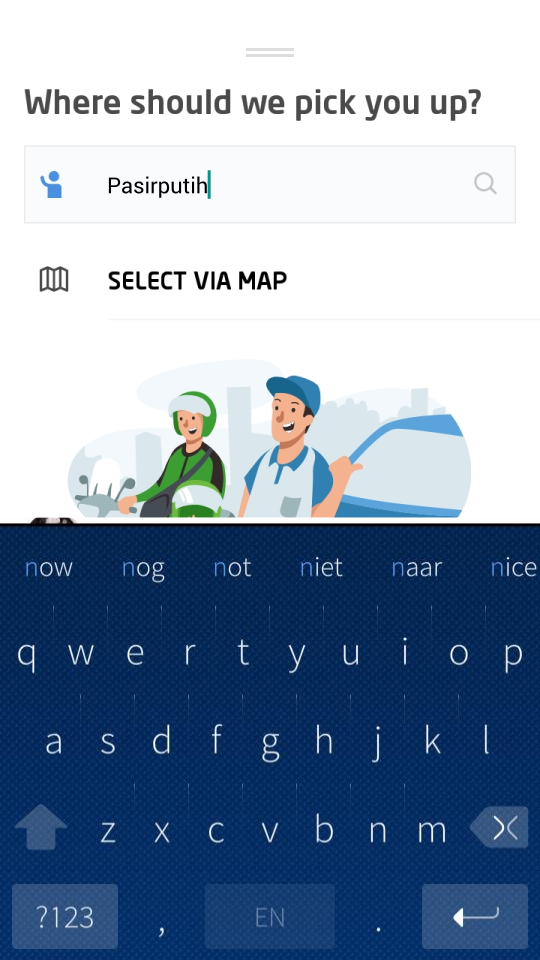 Where should we pick you up?
Pasirputih
SELECT VIA MAP
now nog not niet naar nice
q w e r t y u i o p
a s d f g h j k l
z x c v b n m
?123 , EN .